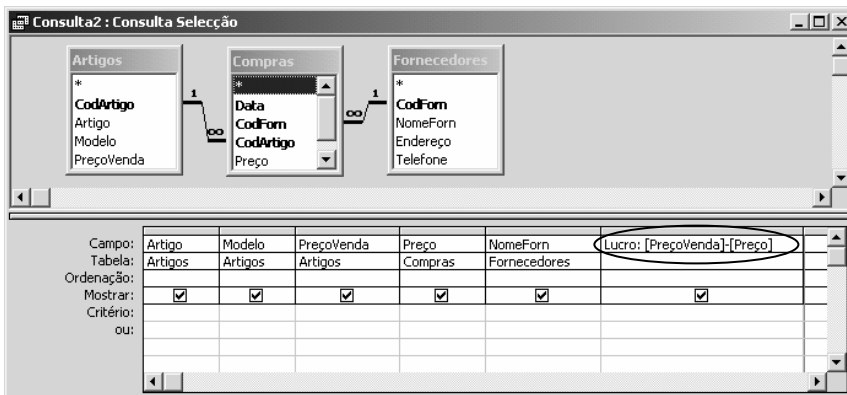 Consulta2 : Consulta Selecção
Artigos
*
CodArtigo
Artigo
Modelo
PreçoVenda
1
∞
Compras
*
Data
CodForn
CodArtigo
Preço
∞
1
Fornecedores
*
CodForn
NomeForn
Endereço
Telefone
Campo: Artigo Modelo PreçoVenda Preço NomeForn Lucro: [PreçoVenda]-[Preço]
Tabela: Artigos Artigos Artigos Compras Fornecedores
Ordenação:
Mostrar:
Critério:
ou: